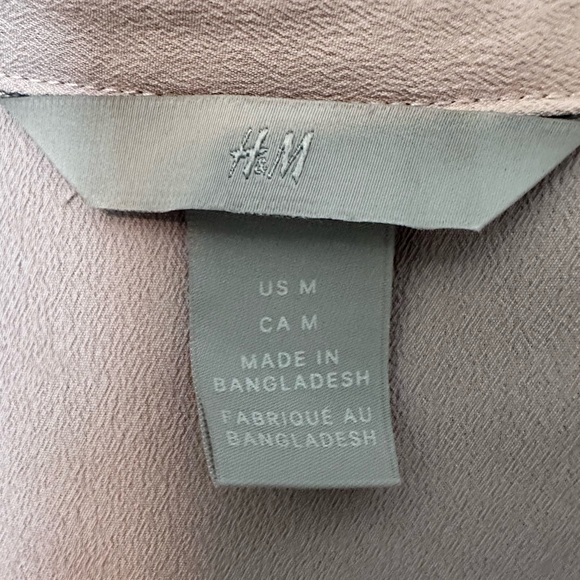 H&M
US M
CA M
MADE IN
BANGLADESH
FABRIQUÉ AU
BANGLADESH